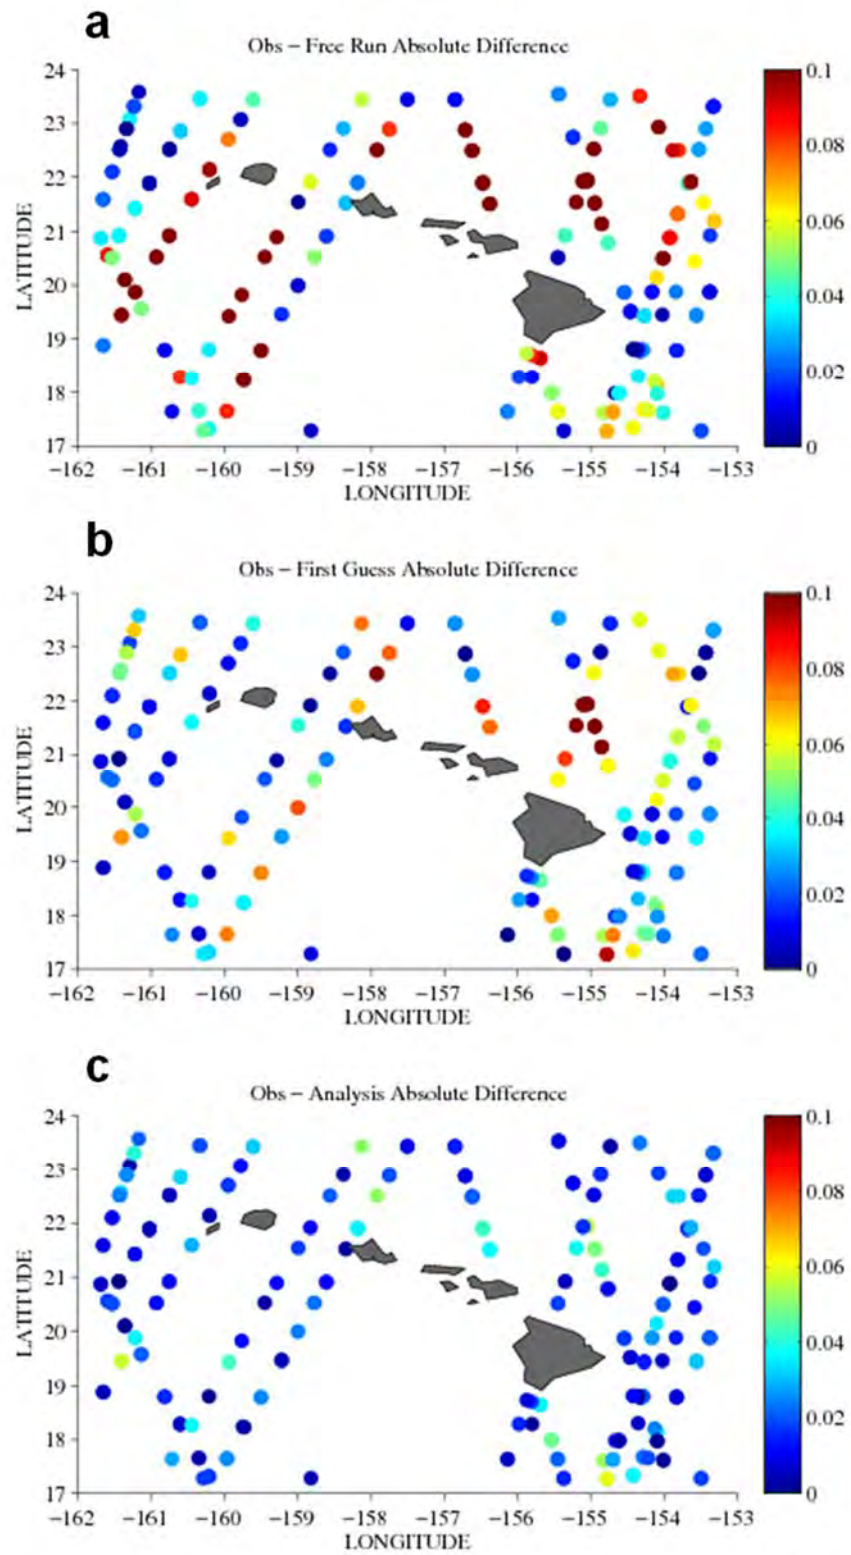 a
Obs − Free Run Absolute Difference
24
23
22
21
20
19
18
17
LATITUDE
−162 −161 −160 −159 −158 −157 −156 −155 −154 −153
LONGITUDE
0.1
0.08
0.06
0.04
0.02
0
b
Obs − First Guess Absolute Difference
24
23
22
21
20
19
18
17
LATITUDE
−162 −161 −160 −159 −158 −157 −156 −155 −154 −153
LONGITUDE
0.1
0.08
0.06
0.04
0.02
0
c
Obs − Analysis Absolute Difference
24
23
22
21
20
19
18
17
LATITUDE
−162 −161 −160 −159 −158 −157 −156 −155 −154 −153
LONGITUDE
0.1
0.08
0.06
0.04
0.02
0